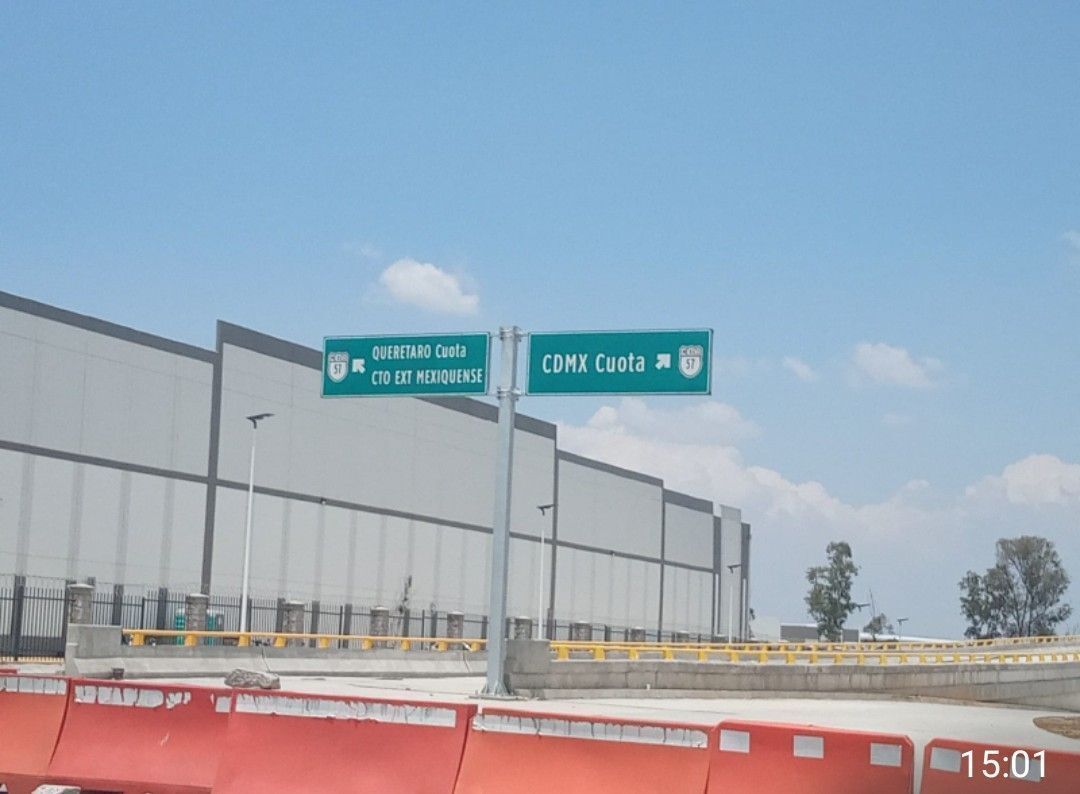 QUERETARO Cuota
CTO EXT MEXIQUENSE
57
CDMX Cuota
57
15:01